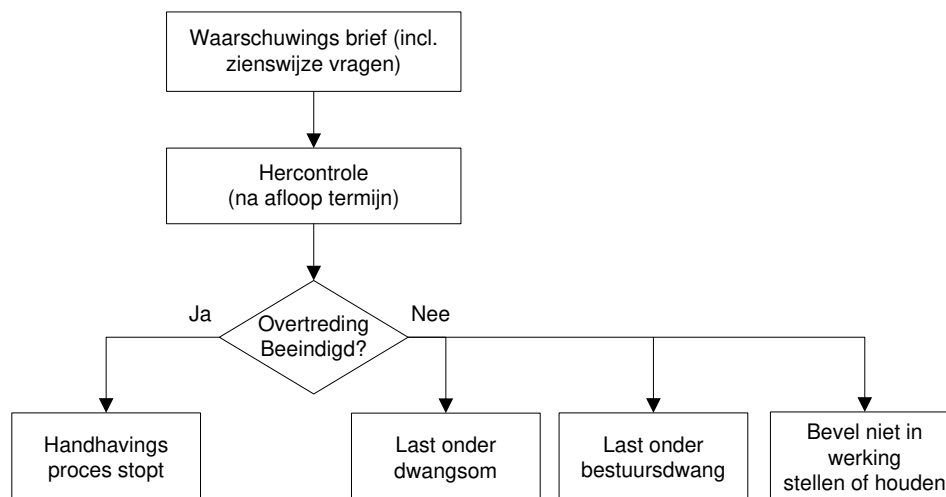 Waarschuwings brief (incl.
zienswijze vragen)
Hercontrole
(na afloop termijn)
Ja
Nee
Overtreding
Beeindigd?
Handhavings
proces stopt
Last onder
dwangsom
Last onder
bestuursdwang
Bevel niet in
werking
stellen of houden